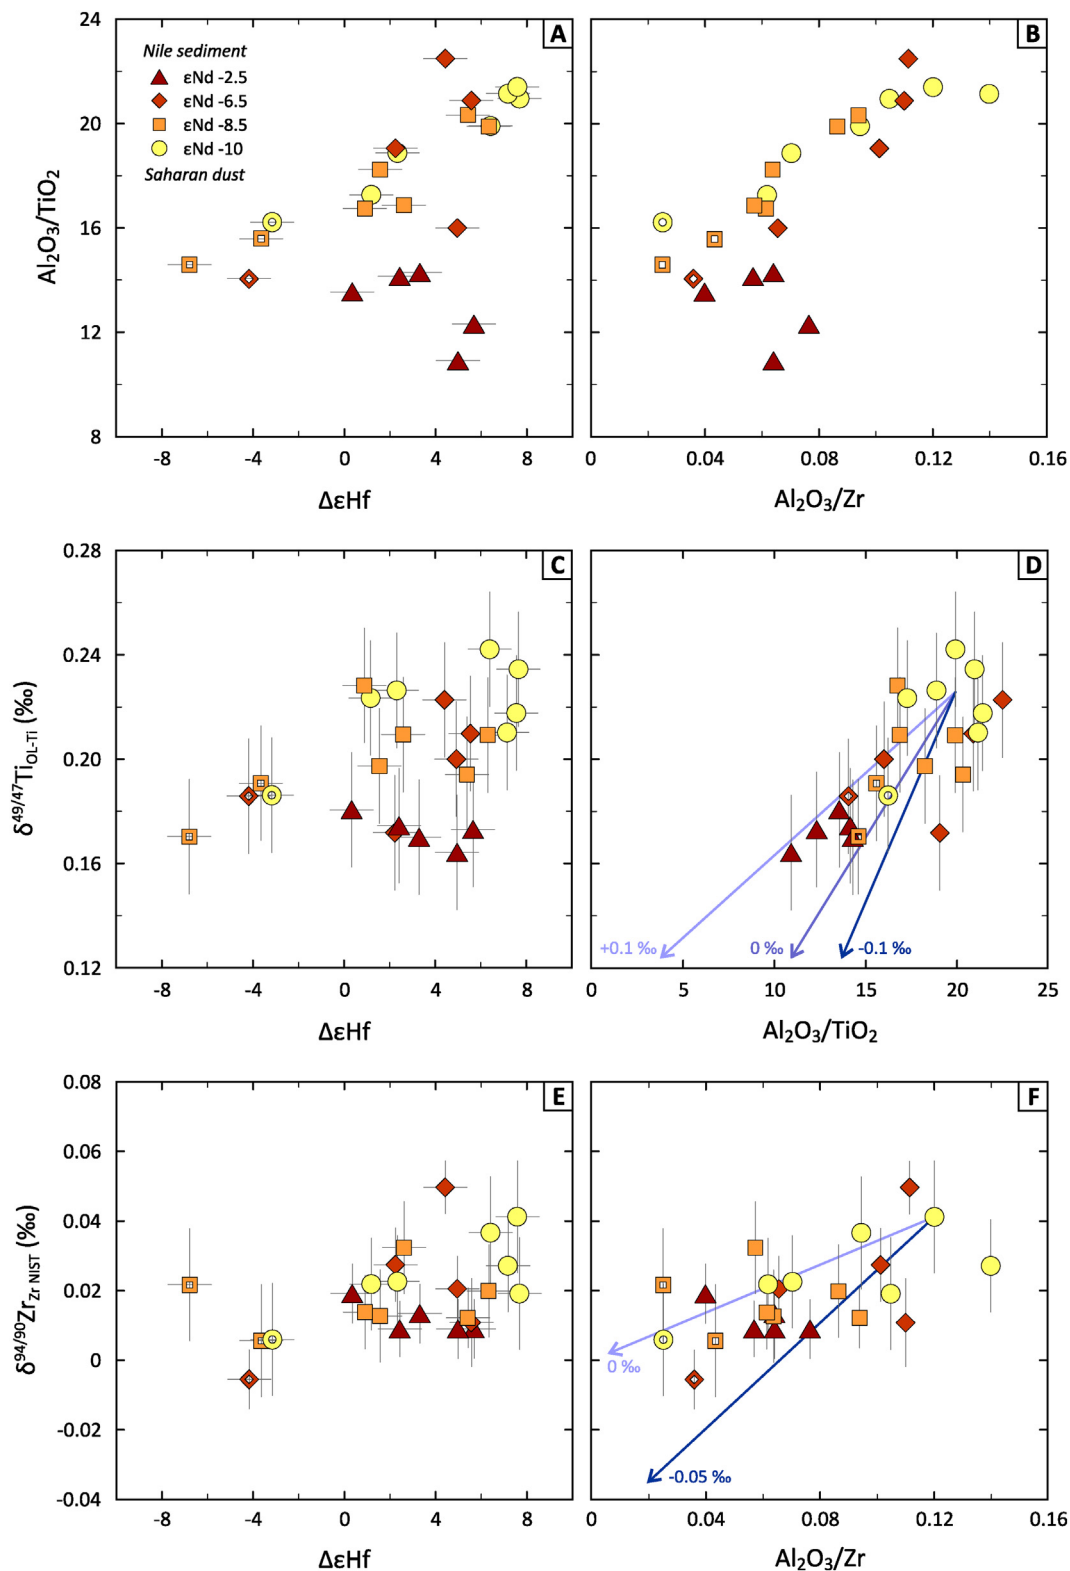 24
20
16
12
8
Al₂O₃/TiO₂
A
Nile sediment
εNd -2.5
εNd -6.5
εNd -8.5
εNd -10
Saharan dust
-8
-4
0
4
8
ΔεHf
B
0
0.04
0.08
0.12
0.16
Al₂O₃/Zr
0.28
0.24
0.20
0.16
0.12
δ⁴⁹/⁴⁷Ti_OL-Ti (‰)
C
-8
-4
0
4
8
ΔεHf
D
+0.1 ‰
0 ‰
-0.1 ‰
0
5
10
15
20
25
Al₂O₃/TiO₂
0.08
0.06
0.04
0.02
0
-0.02
-0.04
δ⁹⁴/⁹⁰Zr_Zr NIST (‰)
E
-8
-4
0
4
8
ΔεHf
F
0 ‰
-0.05 ‰
0.04
0.08
0.12
0.16
Al₂O₃/Zr